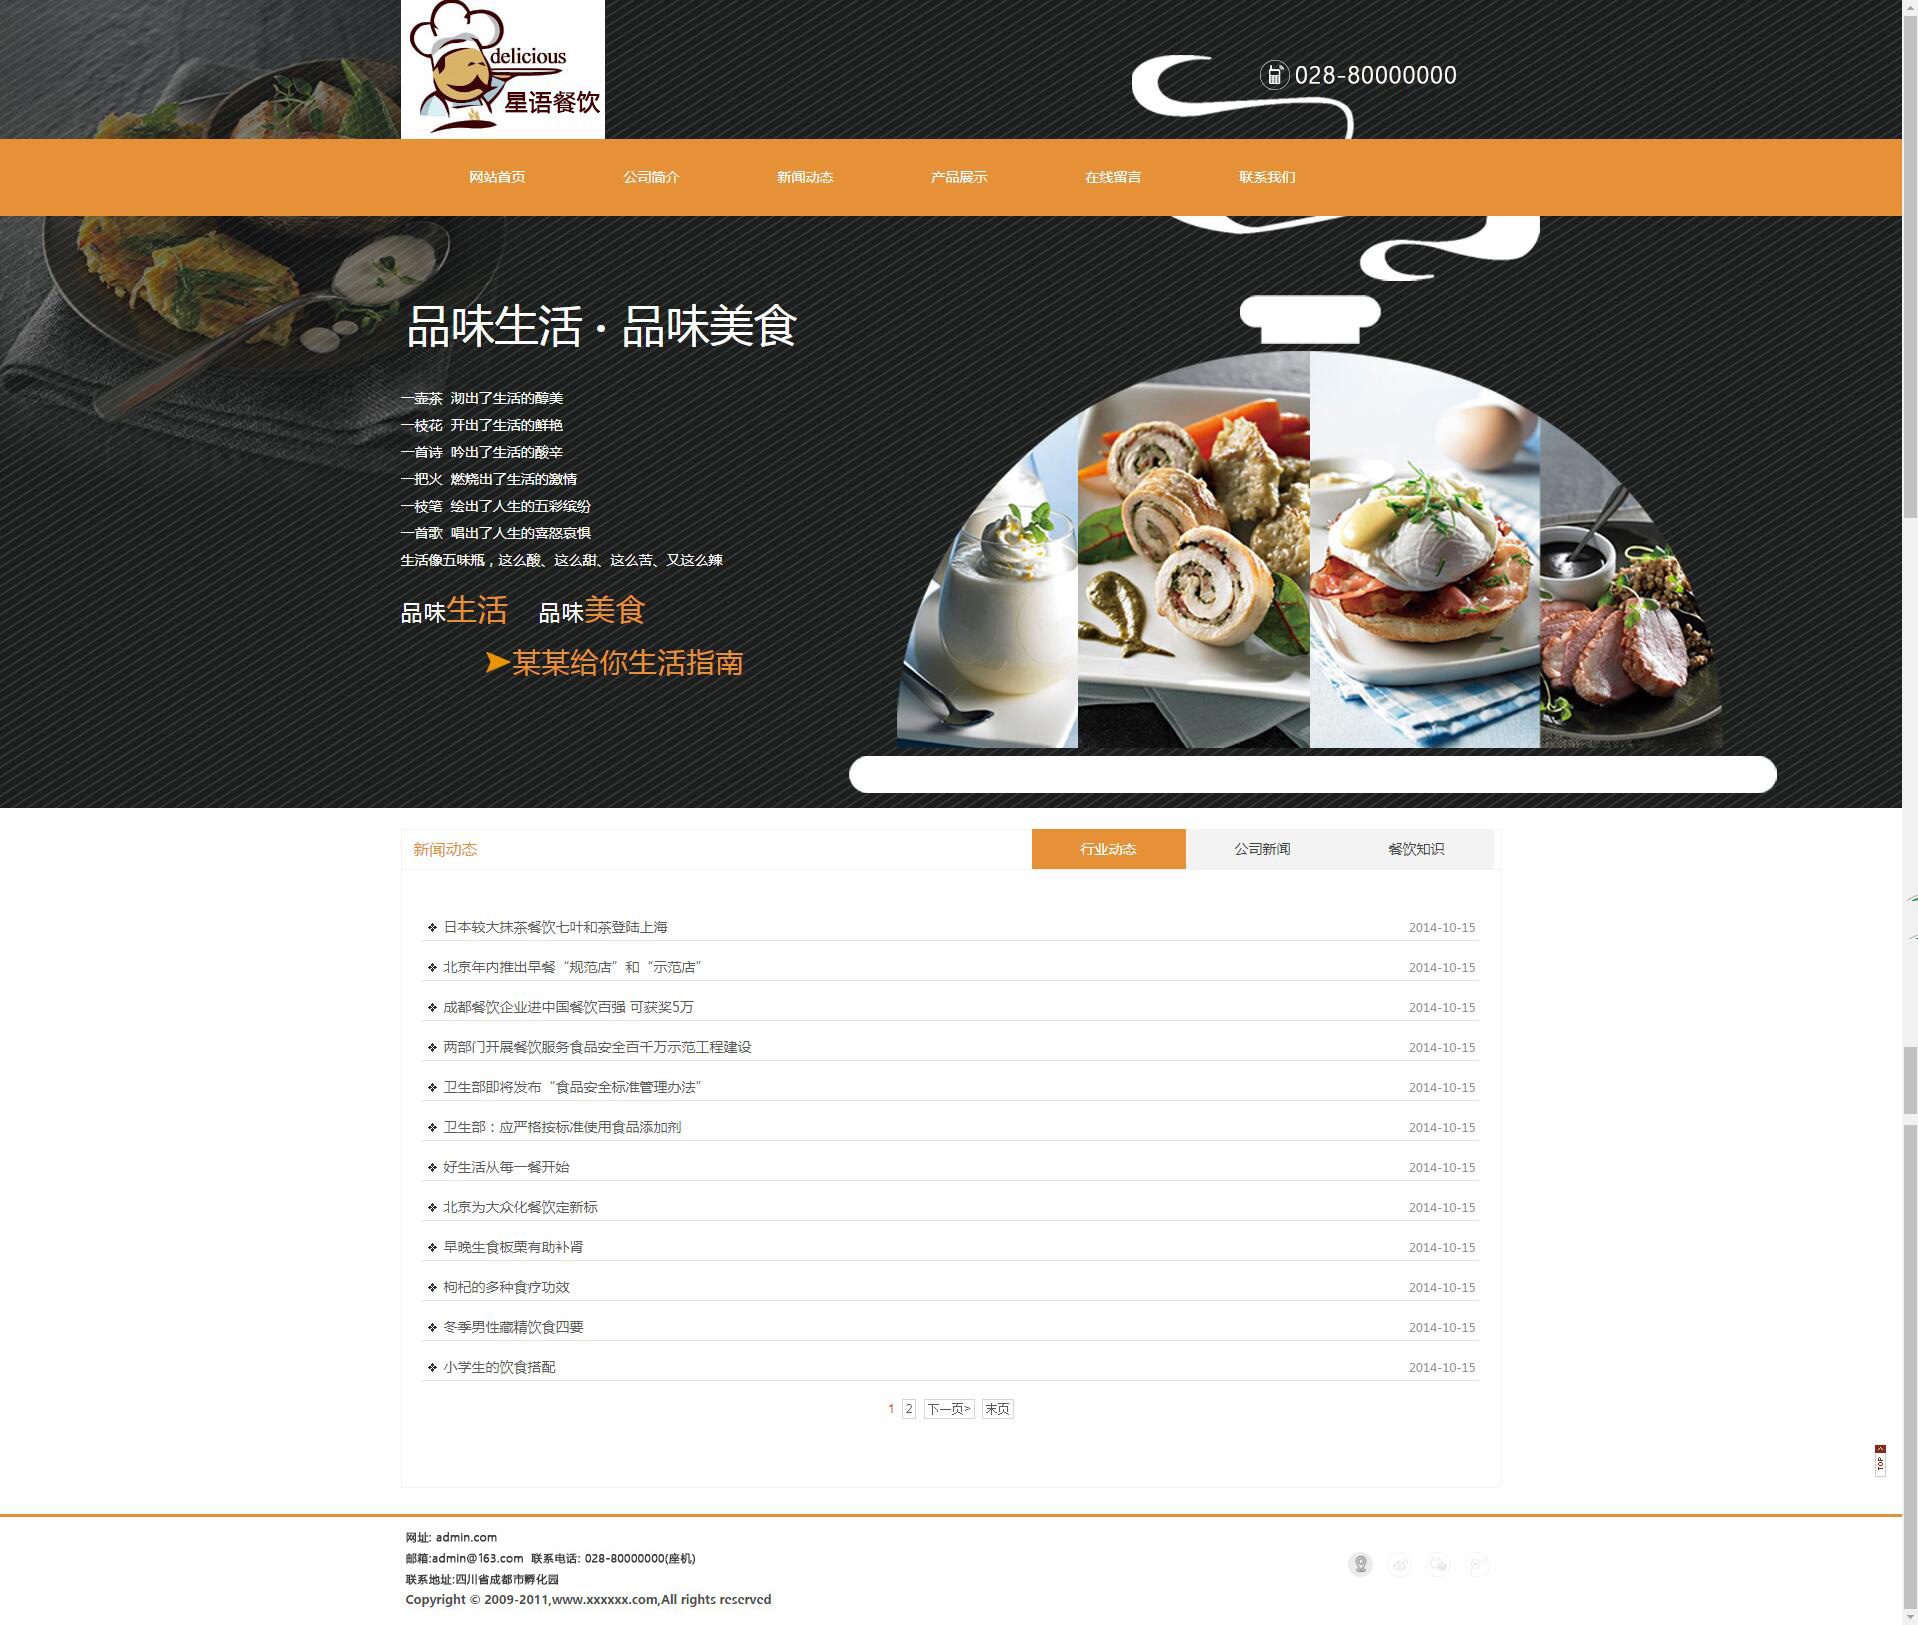 delicious
星语餐饮
028-80000000
网站首页 公司简介 新闻动态 产品展示 在线留言 联系我们
品味生活·品味美食
一壶茶 沏出了生活的醇美
一枝花 开出了生活的鲜艳
一首诗 吟出了生活的酸辛
一把火 燃烧出了生活的激情
一枝笔 绘出了人生的五彩缤纷
一首歌 唱出了人生的喜怒哀惧
生活像五味瓶，这么酸、这么甜、这么苦、又这么辣
品味生活 品味美食
➤某某给你生活指南
新闻动态 行业动态 公司新闻 餐饮知识
❖ 日本较大抹茶餐饮七叶和茶登陆上海 2014-10-15
❖ 北京年内推出早餐“规范店”和“示范店” 2014-10-15
❖ 成都餐饮企业进中国餐饮百强 可获奖5万 2014-10-15
❖ 两部门开展餐饮服务食品安全百千万示范工程建设 2014-10-15
❖ 卫生部即将发布“食品安全标准管理办法” 2014-10-15
❖ 卫生部：应严格按标准使用食品添加剂 2014-10-15
❖ 好生活从每一餐开始 2014-10-15
❖ 北京为大众化餐饮定新标 2014-10-15
❖ 早晚生食板栗有助补肾 2014-10-15
❖ 枸杞的多种食疗功效 2014-10-15
❖ 冬季男性藏精饮食四要 2014-10-15
❖ 小学生的饮食搭配 2014-10-15
1 2 下一页> 末页
TOP
网址: admin.com
邮箱:admin@163.com 联系电话: 028-80000000(座机)
联系地址:四川省成都市孵化园
Copyright © 2009-2011,www.xxxxxx.com,All rights reserved